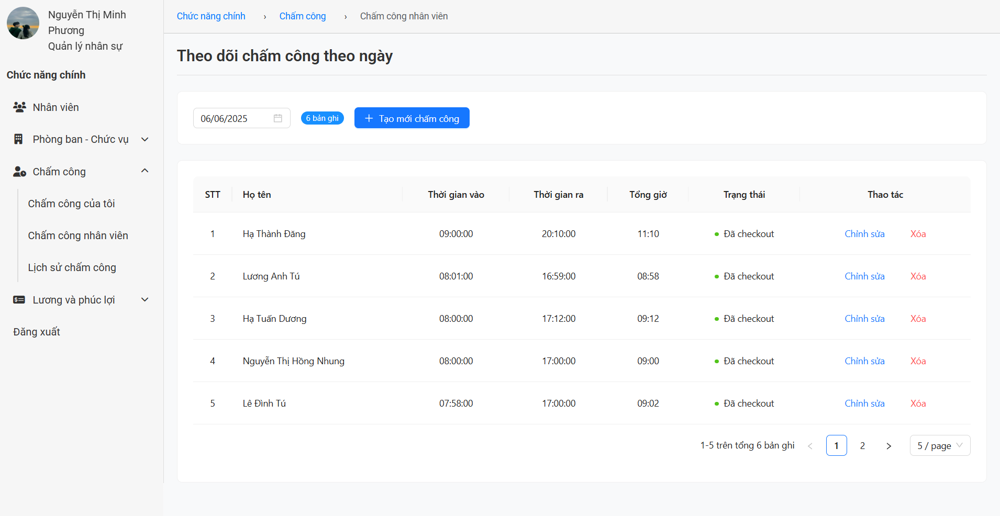 Nguyễn Thị Minh
Phương
Quản lý nhân sự
Chức năng chính
Nhân viên
Phòng ban - Chức vụ
Chấm công
Chấm công của tôi
Chấm công nhân viên
Lịch sử chấm công
Lương và phúc lợi
Đăng xuất
Chức năng chính › Chấm công › Chấm công nhân viên
Theo dõi chấm công theo ngày
06/06/2025 6 bản ghi + Tạo mới chấm công
STT Họ tên Thời gian vào Thời gian ra Tổng giờ Trạng thái Thao tác
1 Hạ Thành Đăng 09:00:00 20:10:00 11:10 Đã checkout Chỉnh sửa Xóa
2 Lương Anh Tú 08:01:00 16:59:00 08:58 Đã checkout Chỉnh sửa Xóa
3 Hạ Tuấn Dương 08:00:00 17:12:00 09:12 Đã checkout Chỉnh sửa Xóa
4 Nguyễn Thị Hồng Nhung 08:00:00 17:00:00 09:00 Đã checkout Chỉnh sửa Xóa
5 Lê Đình Tú 07:58:00 17:00:00 09:02 Đã checkout Chỉnh sửa Xóa
1-5 trên tổng 6 bản ghi < 1 2 > 5 / page